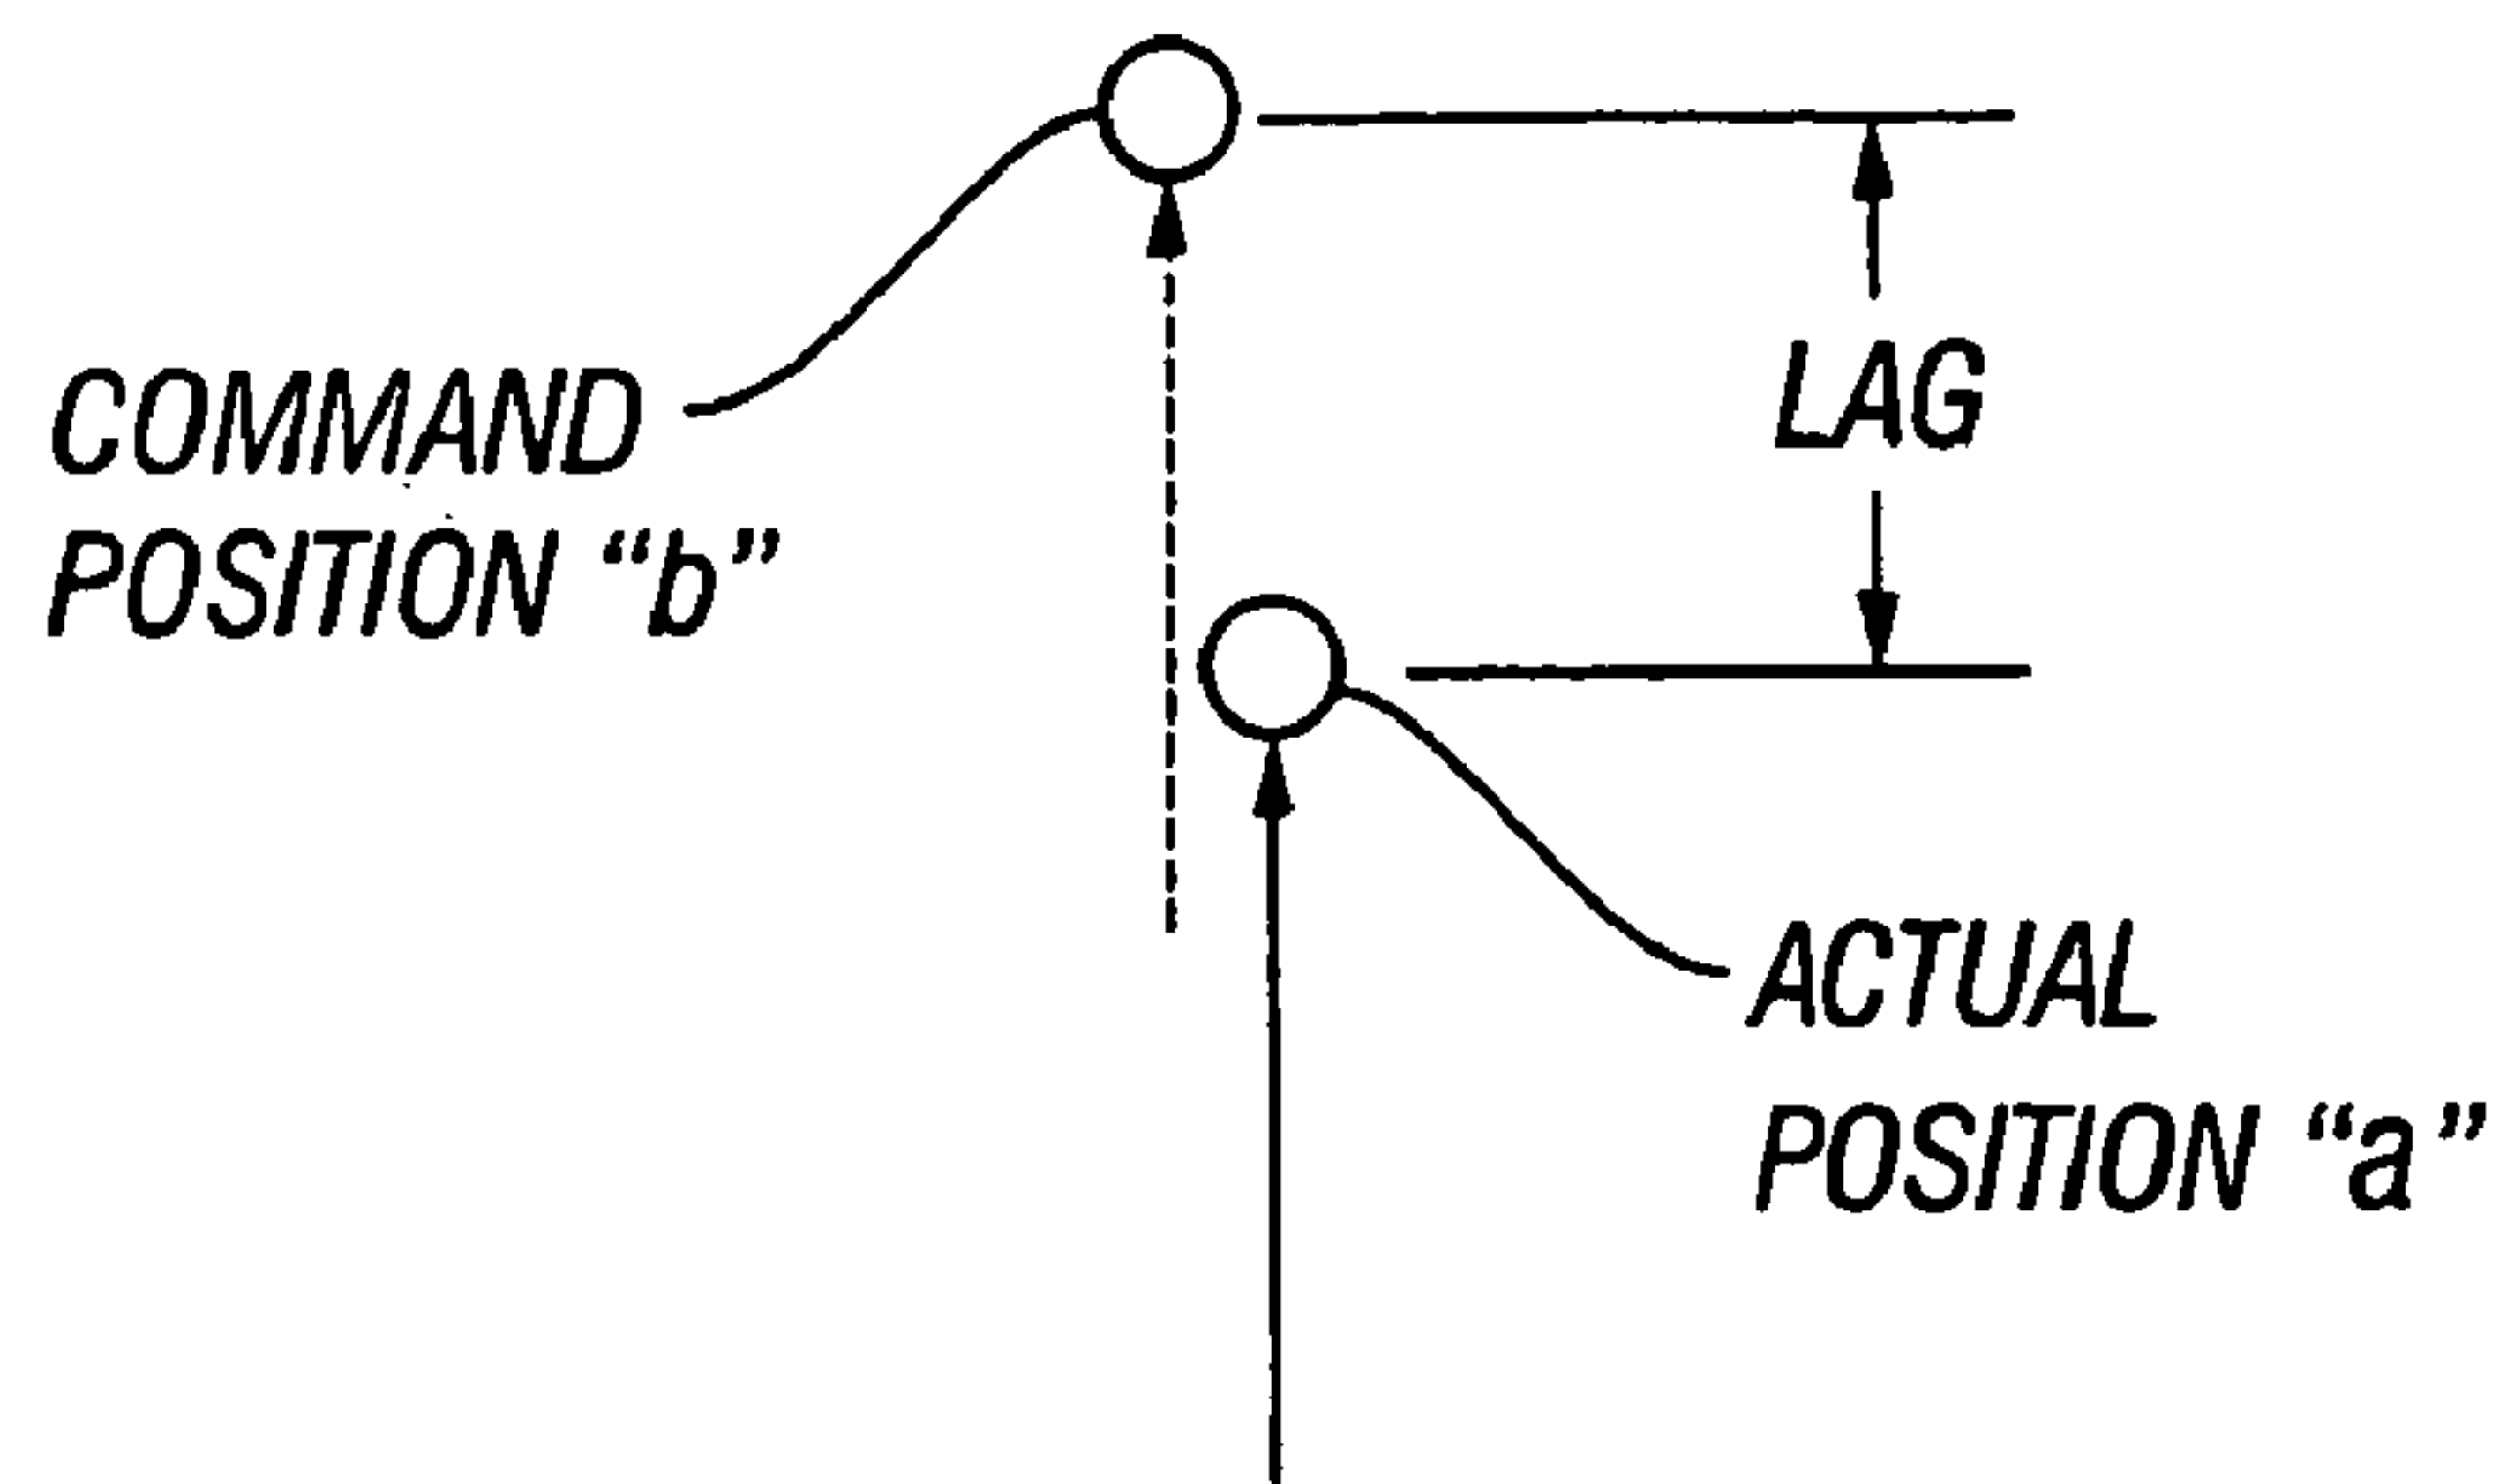 COMMAND
POSITION “b”
LAG
ACTUAL
POSITION “a”